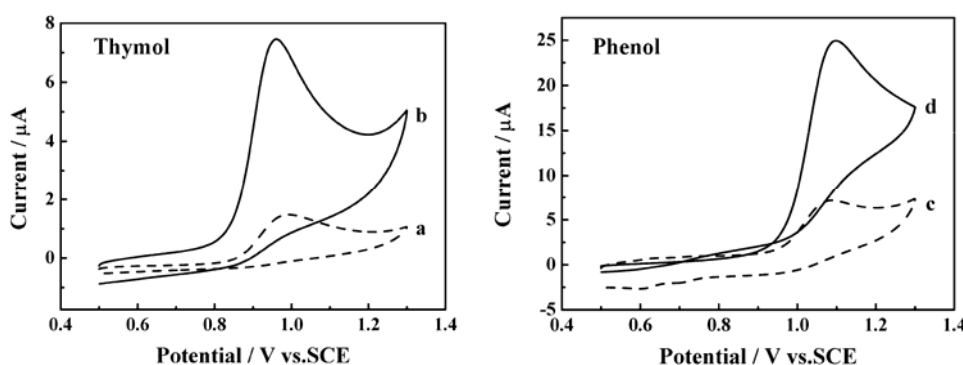 Thymol
Current / μA
8
6
4
2
0
b
a
0.4 0.6 0.8 1.0 1.2 1.4
Potential / V vs.SCE
Phenol
Current / μA
25
20
15
10
5
0
-5
d
c
0.4 0.6 0.8 1.0 1.2 1.4
Potential / V vs.SCE